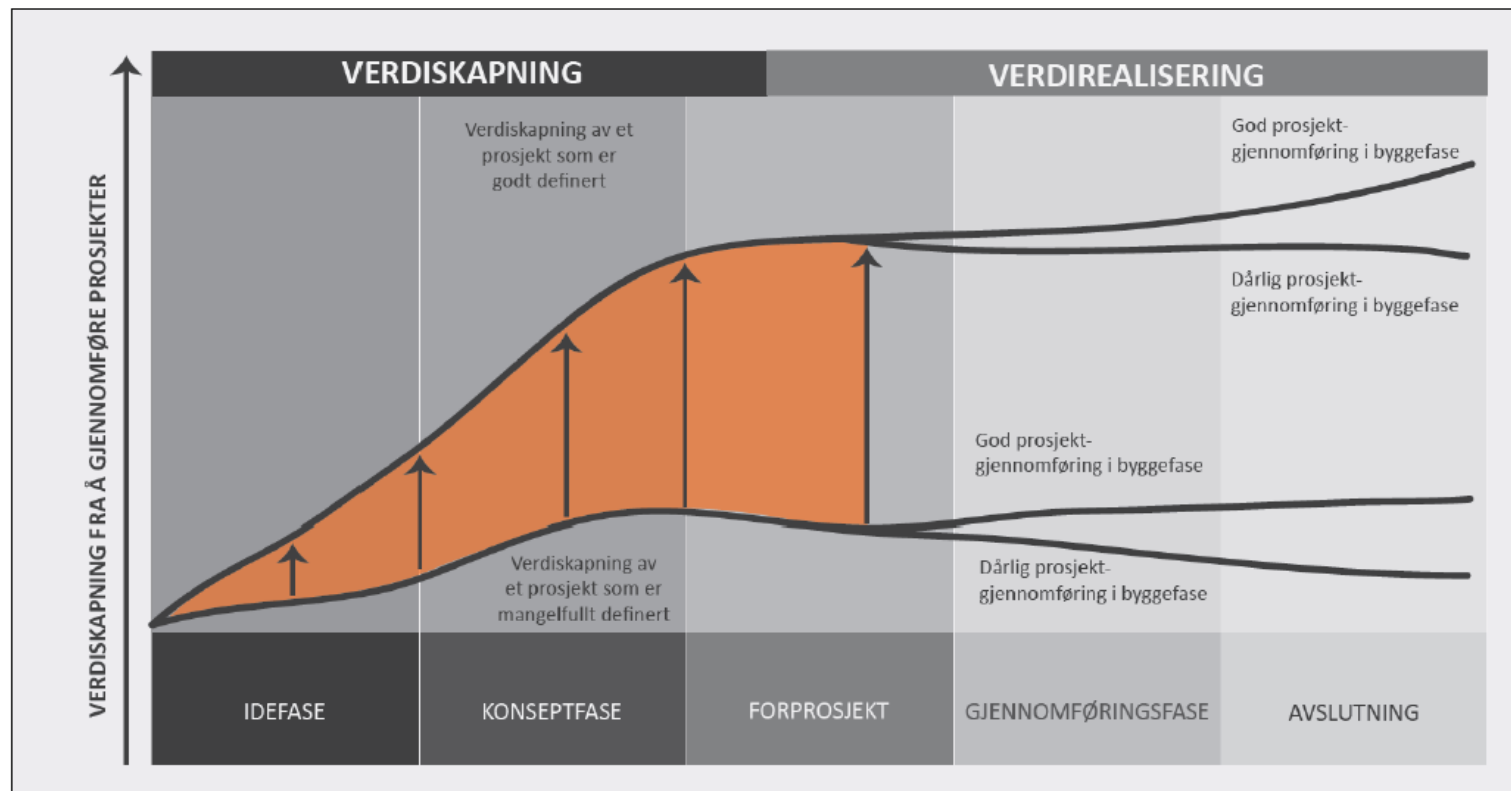 VERDISKAPNING
VERDIREALISERING
VERDISKAPNING FRA Å GJENNOMFØRE PROSJEKTER
Verdiskapning av et
prosjekt som er
godt definert
God prosjekt-
gjennomføring i byggefase
Dårlig prosjekt-
gjennomføring i byggefase
God prosjekt-
gjennomføring i byggefase
Verdiskapning av
et prosjekt som er
mangelfullt definert
Dårlig prosjekt-
gjennomføring i byggefase
IDEFASE
KONSEPTFASE
FORPROSJEKT
GJENNOMFØRINGSFASE
AVSLUTNING